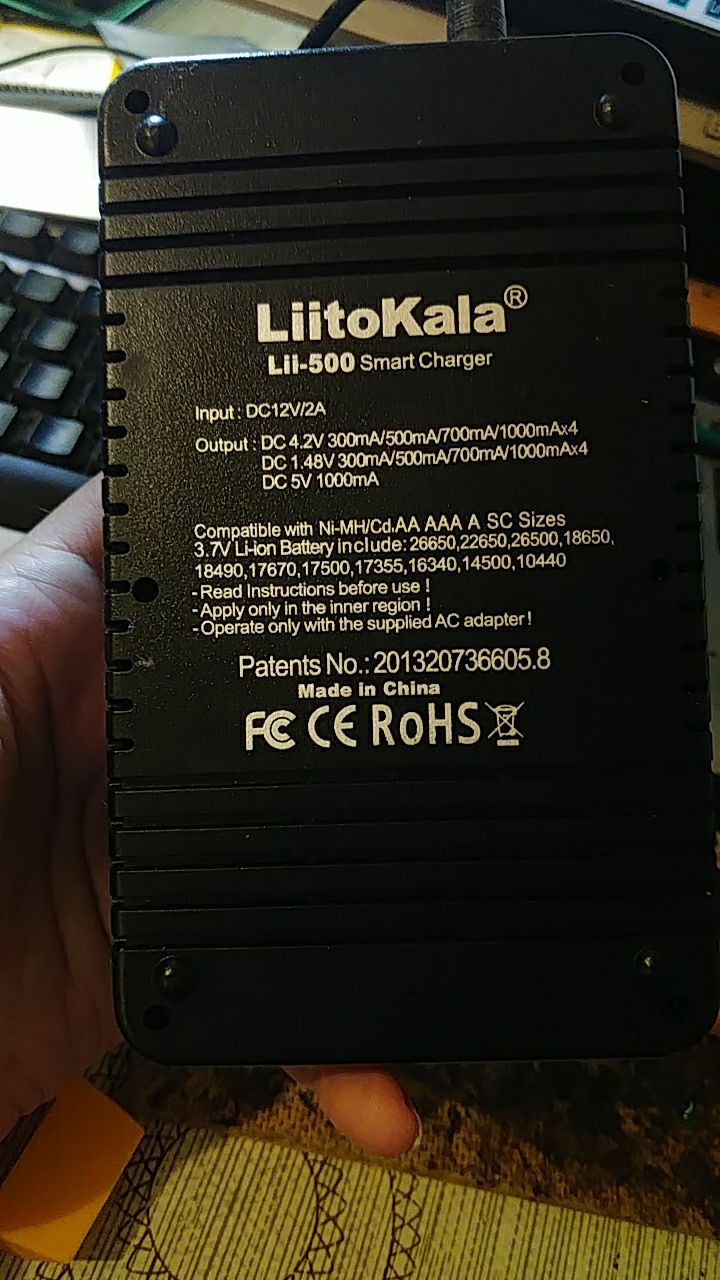 LiitoKala®
Lii-500 Smart Charger
Input : DC12V/2A
Output : DC 4.2V 300mA/500mA/700mA/1000mAx4
DC 1.48V 300mA/500mA/700mA/1000mAx4
DC 5V 1000mA
Compatible with Ni-MH/Cd.AA AAA A SC Sizes
3.7V Li-ion Battery include: 26650,22650,26500,18650,
18490,17670,17500,17355,16340,14500,10440
-Read Instructions before use !
-Apply only in the inner region !
-Operate only with the supplied AC adapter!
Patents No.: 201320736605.8
Made in China
FC CE RoHS